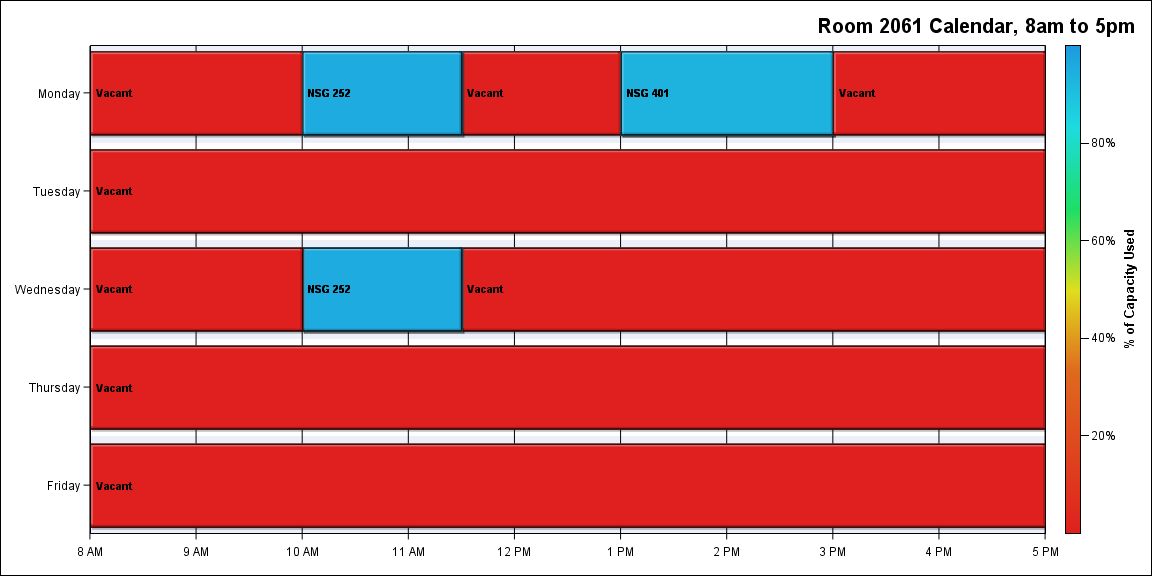 Room 2061 Calendar, 8am to 5pm
Monday Vacant NSG 252 Vacant NSG 401 Vacant
80%
Tuesday Vacant
60%
% of Capacity Used
Wednesday Vacant NSG 252 Vacant
40%
Thursday Vacant
20%
Friday Vacant
8 AM 9 AM 10 AM 11 AM 12 PM 1 PM 2 PM 3 PM 4 PM 5 PM